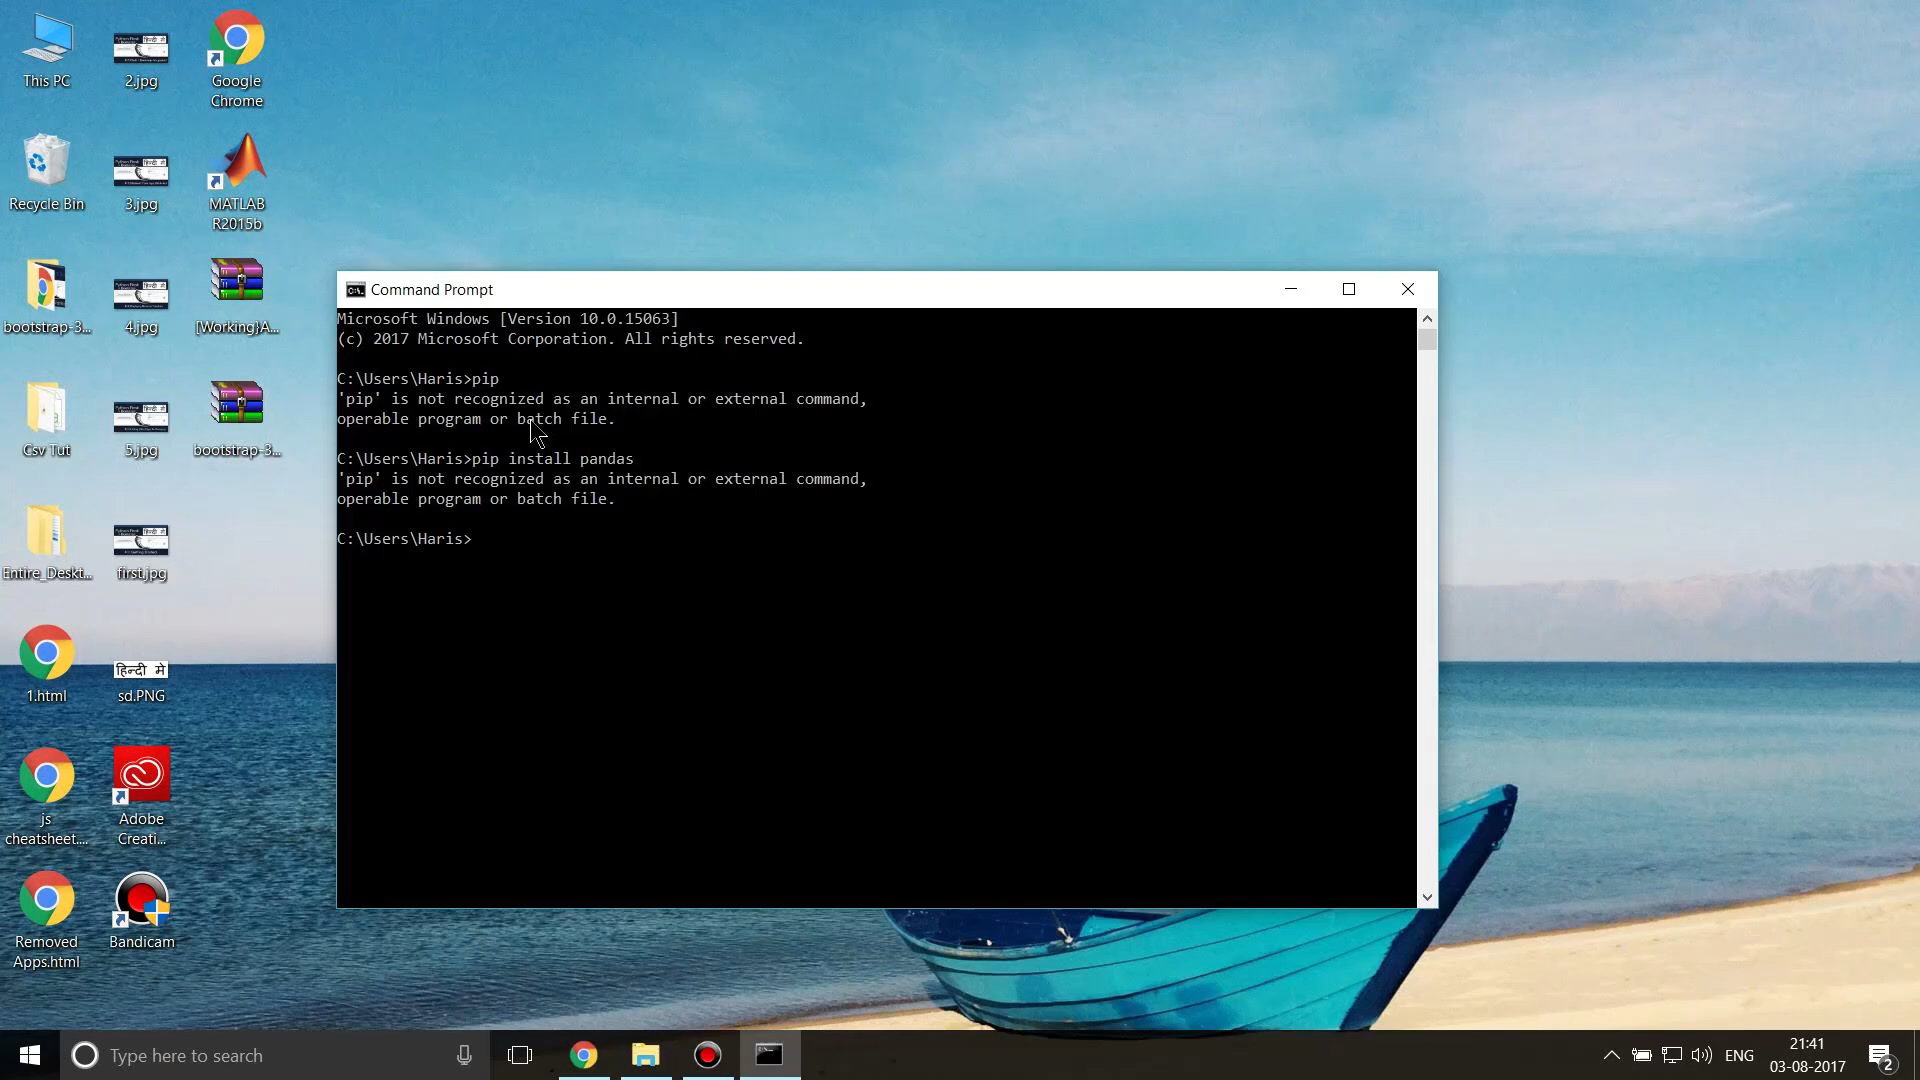 This PC
2.jpg
Google
Chrome
Recycle Bin
3.jpg
MATLAB
R2015b
bootstrap-3...
4.jpg
[Working}A...
Csv Tut
5.jpg
bootstrap-3...
Entire_Deskt...
first.jpg
1.html
हिन्दी मे
sd.PNG
js
cheatsheet....
Adobe
Creati...
Removed
Apps.html
Bandicam
Command Prompt
Microsoft Windows [Version 10.0.15063]
(c) 2017 Microsoft Corporation. All rights reserved.
C:\Users\Haris>pip
'pip' is not recognized as an internal or external command,
operable program or batch file.
C:\Users\Haris>pip install pandas
'pip' is not recognized as an internal or external command,
operable program or batch file.
C:\Users\Haris>
Type here to search
ENG
21:41
03-08-2017
2